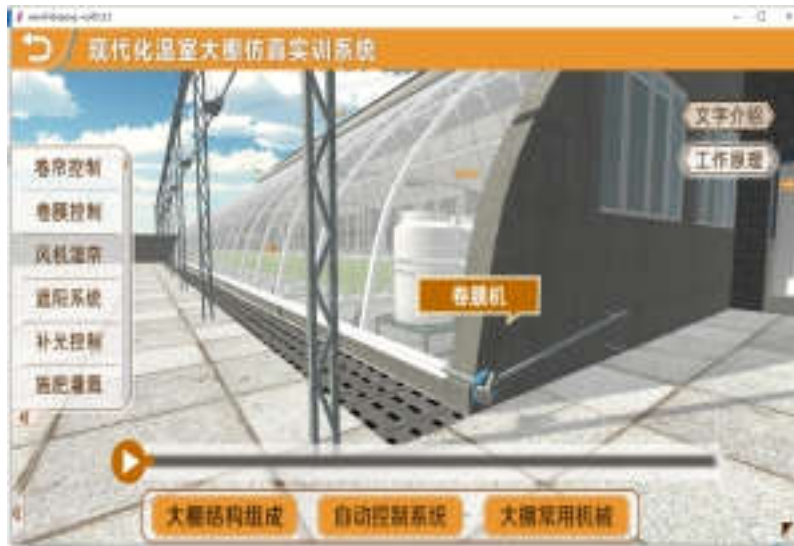 现代化温室大棚仿真实训系统
文字介绍
工作原理
卷帘控制
卷膜控制
风机湿帘
遮阳系统
补光控制
施肥灌溉
卷膜机
大棚结构组成
自动控制系统
大棚常用机械